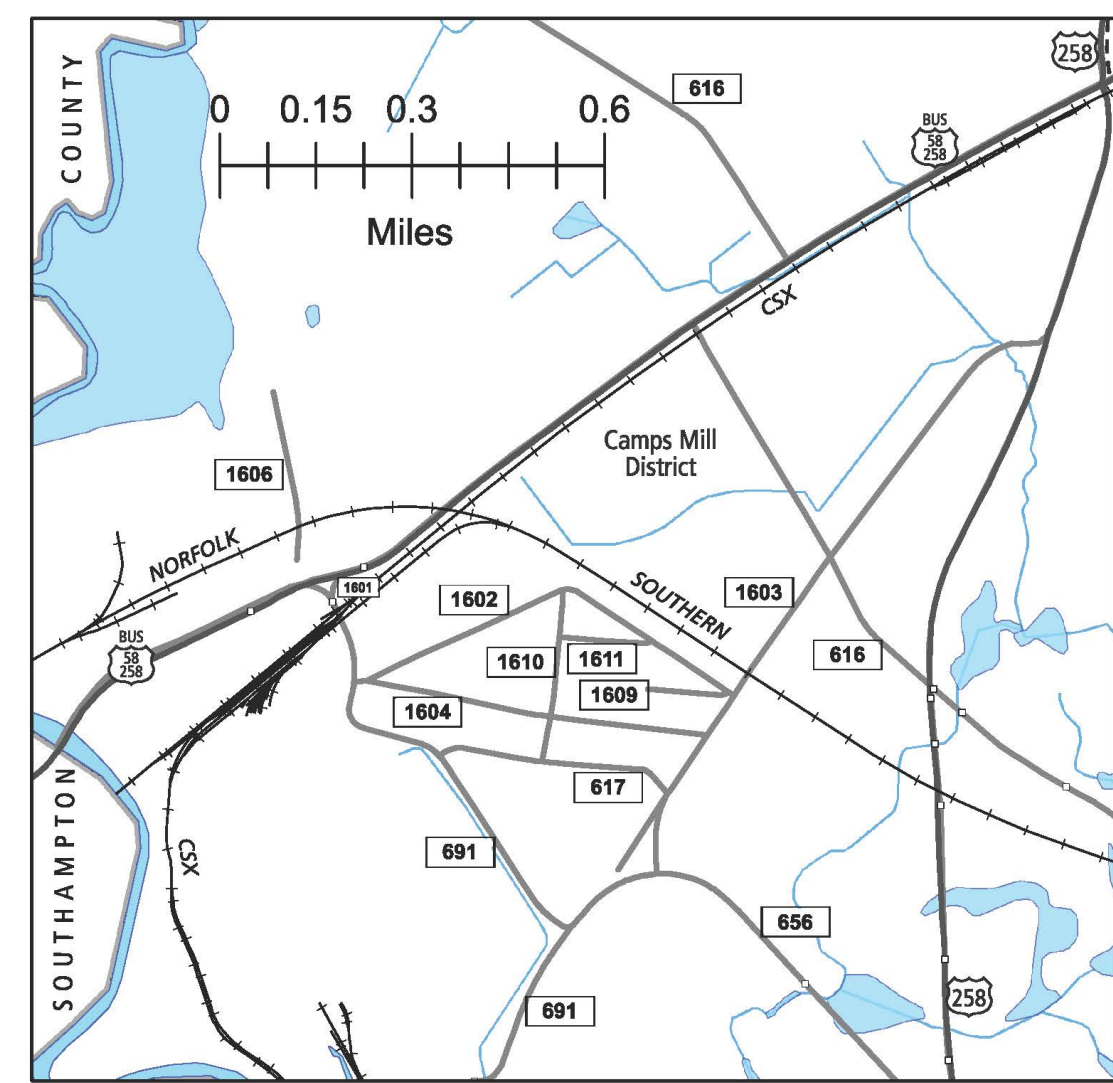 COUNTY
0 0.15 0.3 0.6
Miles
616
258
BUS
58
258
CSX
Camps Mill
District
1606
NORFOLK
1601
1602
SOUTHERN
1603
BUS
58
258
1610
1611
616
1609
1604
617
SOUTHAMPTON
CSX
691
656
258
691